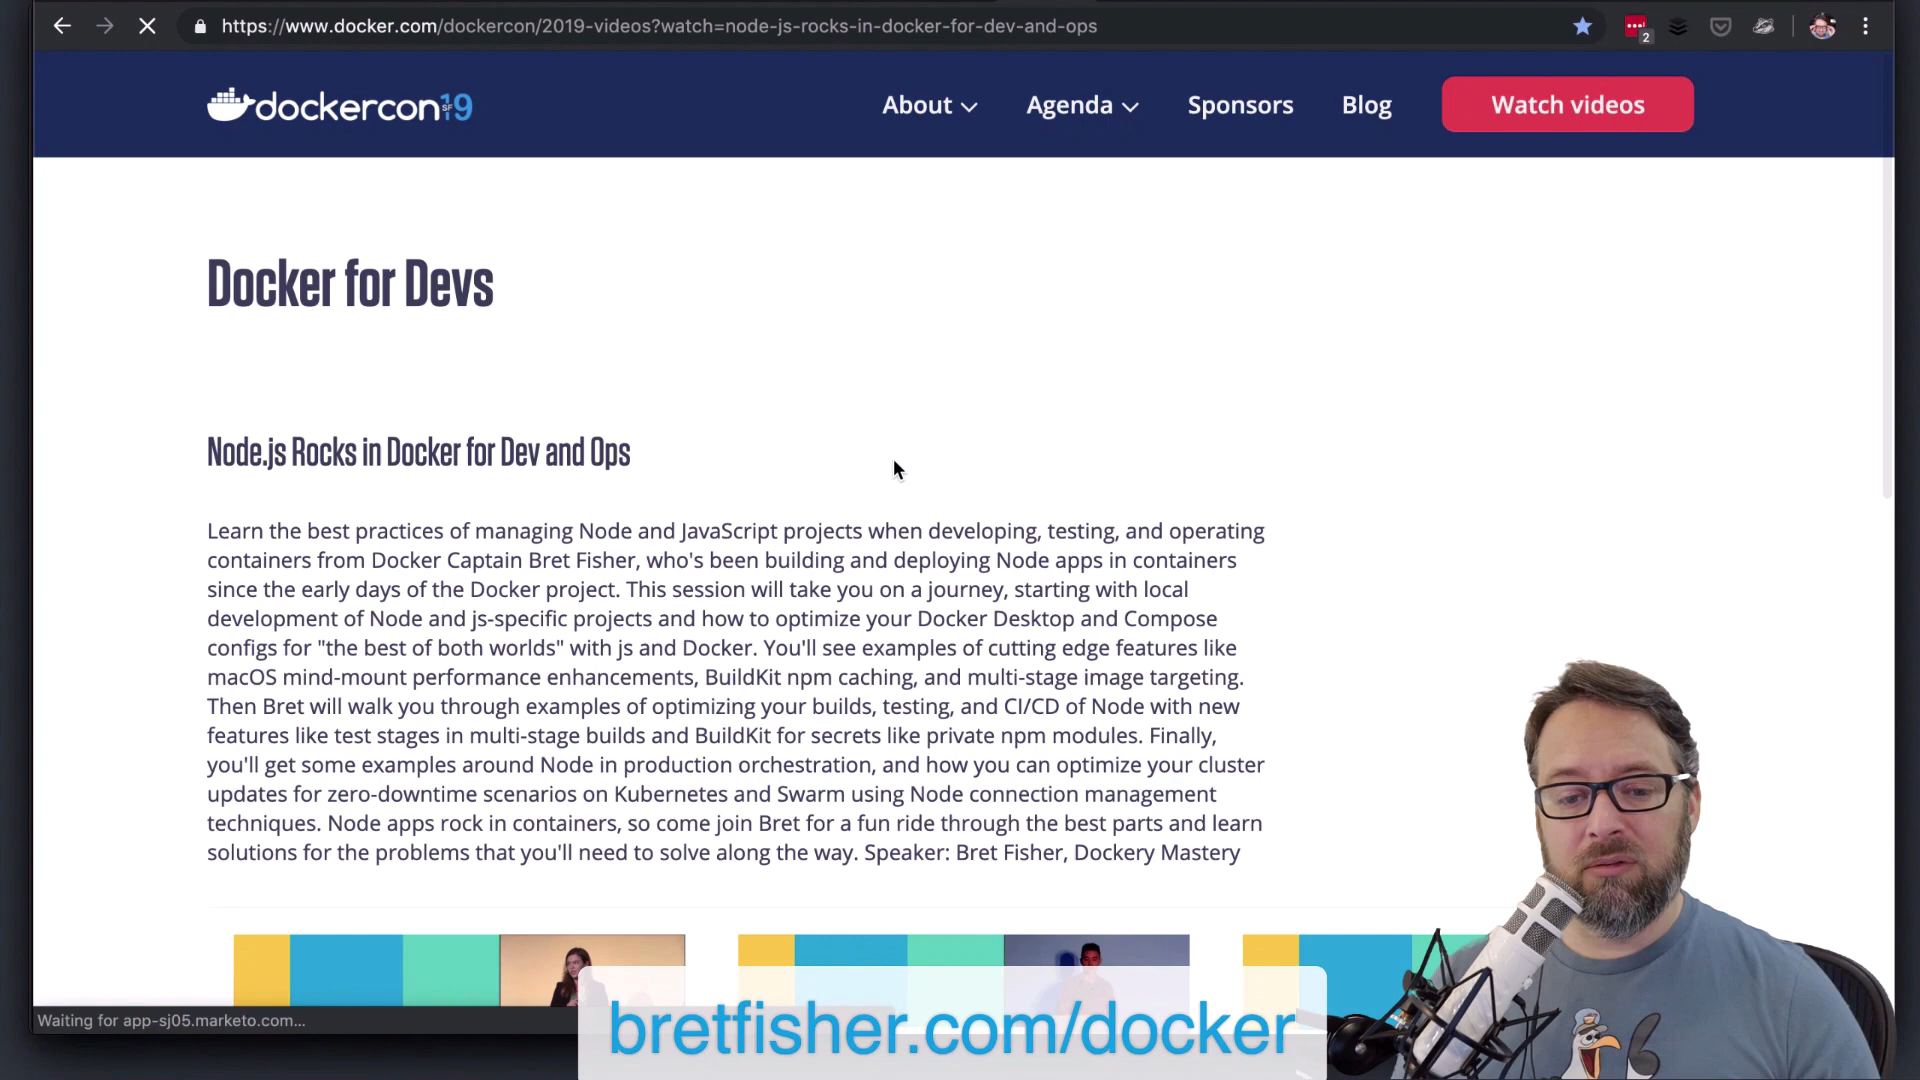 https://www.docker.com/dockercon/2019-videos?watch=node-js-rocks-in-docker-for-dev-and-ops
2
dockercon SF 19
About
Agenda
Sponsors
Blog
Watch videos
Docker for Devs
Node.js Rocks in Docker for Dev and Ops
Learn the best practices of managing Node and JavaScript projects when developing, testing, and operating
containers from Docker Captain Bret Fisher, who's been building and deploying Node apps in containers
since the early days of the Docker project. This session will take you on a journey, starting with local
development of Node and js-specific projects and how to optimize your Docker Desktop and Compose
configs for "the best of both worlds" with js and Docker. You'll see examples of cutting edge features like
macOS mind-mount performance enhancements, BuildKit npm caching, and multi-stage image targeting.
Then Bret will walk you through examples of optimizing your builds, testing, and CI/CD of Node with new
features like test stages in multi-stage builds and BuildKit for secrets like private npm modules. Finally,
you'll get some examples around Node in production orchestration, and how you can optimize your cluster
updates for zero-downtime scenarios on Kubernetes and Swarm using Node connection management
techniques. Node apps rock in containers, so come join Bret for a fun ride through the best parts and learn
solutions for the problems that you'll need to solve along the way. Speaker: Bret Fisher, Dockery Mastery
Waiting for app-sj05.marketo.com...
bretfisher.com/docker